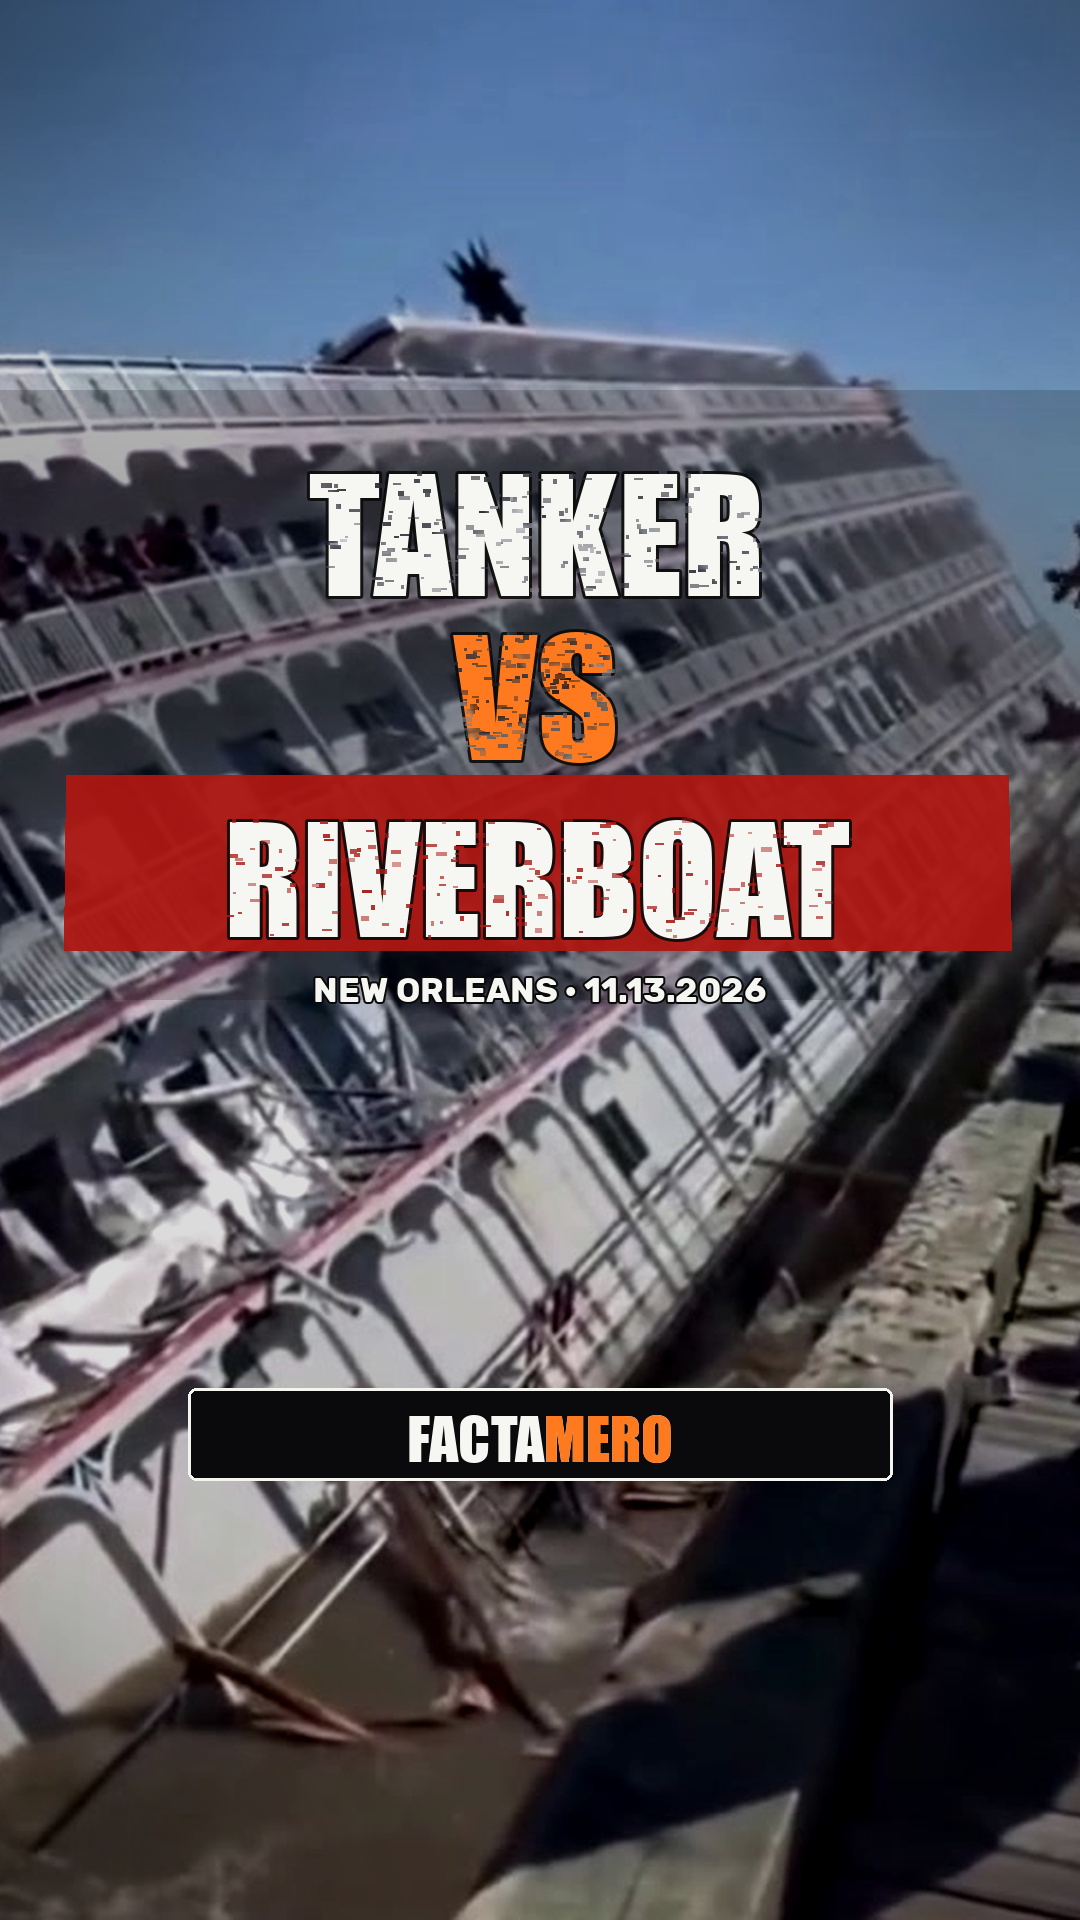 TANKER
VS
RIVERBOAT
NEW ORLEANS • 11.13.2026
FACTAMERO